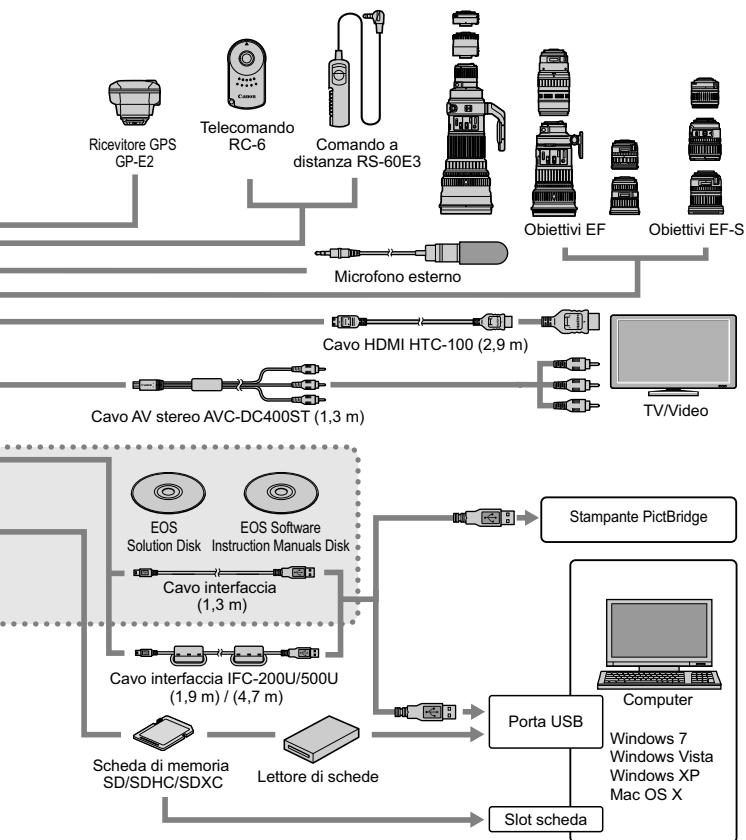 Canon
Ricevitore GPS
GP-E2
Telecomando
RC-6
Comando a
distanza RS-60E3
Obiettivi EF
Obiettivi EF-S
Microfono esterno
Cavo HDMI HTC-100 (2,9 m)
Cavo AV stereo AVC-DC400ST (1,3 m)
TV/Video
EOS
Solution Disk
EOS Software
Instruction Manuals Disk
Cavo interfaccia
(1,3 m)
Stampante PictBridge
Cavo interfaccia IFC-200U/500U
(1,9 m) / (4,7 m)
Computer
Porta USB
Windows 7
Windows Vista
Windows XP
Mac OS X
Scheda di memoria
SD/SDHC/SDXC
Lettore di schede
Slot scheda